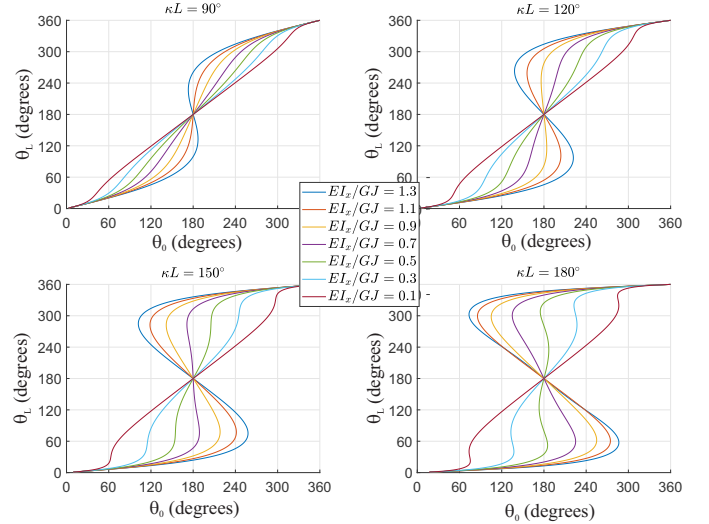 κL = 90°
360
300
240
180
120
60
0
θL (degrees)
0 60 120 180 240 300
θ0 (degrees)
κL = 120°
360
300
240
180
120
60
0
θL (degrees)
60 120 180 240 300 360
θ0 (degrees)
EIx/GJ = 1.3
EIx/GJ = 1.1
EIx/GJ = 0.9
EIx/GJ = 0.7
EIx/GJ = 0.5
EIx/GJ = 0.3
EIx/GJ = 0.1
κL = 150°
360
300
240
180
120
60
0
θL (degrees)
0 60 120 180 240 300 360
θ0 (degrees)
κL = 180°
360
300
240
180
120
60
0
θL (degrees)
0 60 120 180 240 300 360
θ0 (degrees)